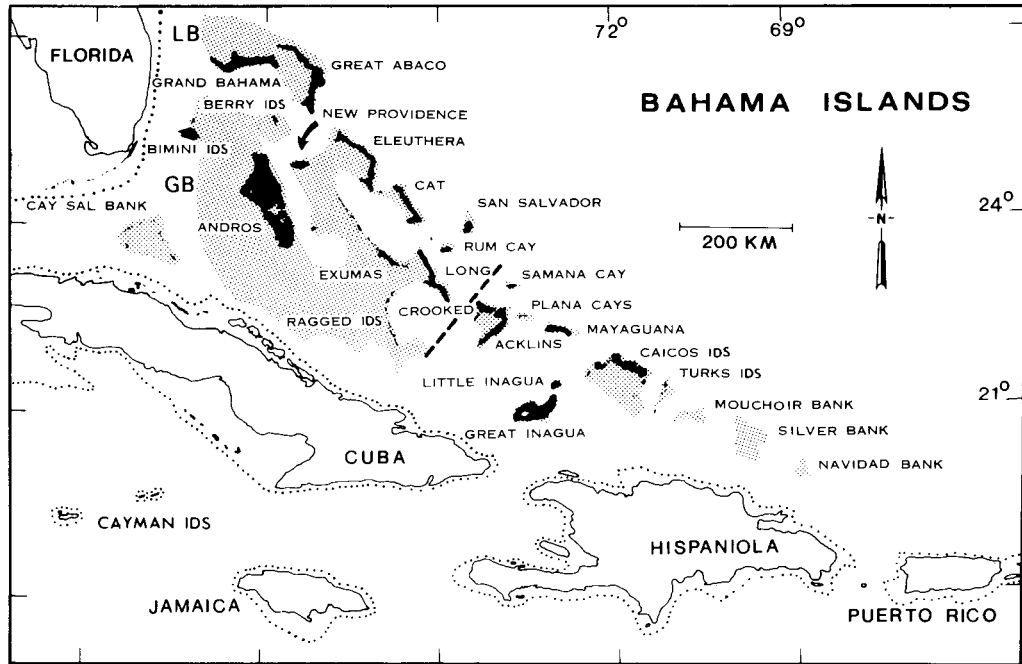 72°
69°
LB
FLORIDA
GREAT ABACO
GRAND BAHAMA
BAHAMA ISLANDS
BERRY IDS
NEW PROVIDENCE
ELEUTHERA
BIMINI IDS
GB
CAT
CAY SAL BANK
SAN SALVADOR
24°
N
ANDROS
200 KM
RUM CAY
EXUMAS
LONG
SAMANA CAY
CROOKED
PLANA CAYS
RAGGED IDS
MAYAGUANA
ACKLINS
CAICOS IDS
TURKS IDS
LITTLE INAGUA
21°
MOUCHOIR BANK
GREAT INAGUA
SILVER BANK
CUBA
NAVIDAD BANK
CAYMAN IDS
HISPANIOLA
JAMAICA
PUERTO RICO